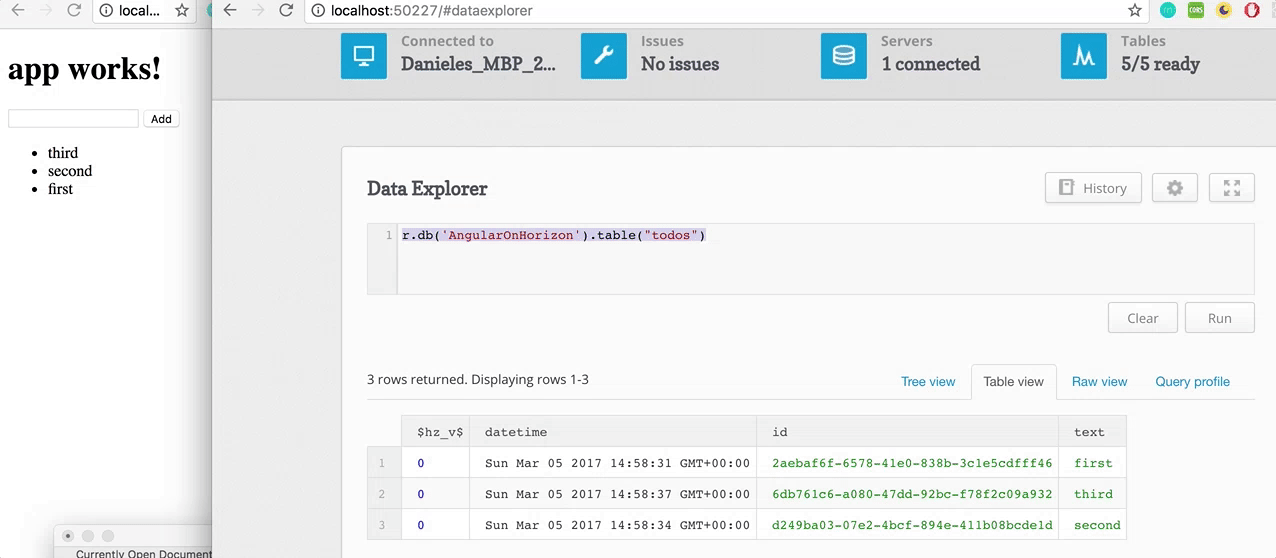 local...
localhost:50227/#dataexplorer
CORS
app works!
Add
third
second
first
Connected to
Danieles_MBP_2...
Issues
No issues
Servers
1 connected
Tables
5/5 ready
Data Explorer
History
1 r.db('AngularOnHorizon').table("todos")
Clear Run
3 rows returned. Displaying rows 1-3
Tree view Table view Raw view Query profile
$hz_v$ datetime id text
1 0 Sun Mar 05 2017 14:58:31 GMT+00:00 2aebaf6f-6578-41e0-838b-3c1e5cdfff46 first
2 0 Sun Mar 05 2017 14:58:37 GMT+00:00 6db761c6-a080-47dd-92bc-f78f2c09a932 third
3 0 Sun Mar 05 2017 14:58:34 GMT+00:00 d249ba03-07e2-4bcf-894e-411b08bcde1d second
Currently Open Document